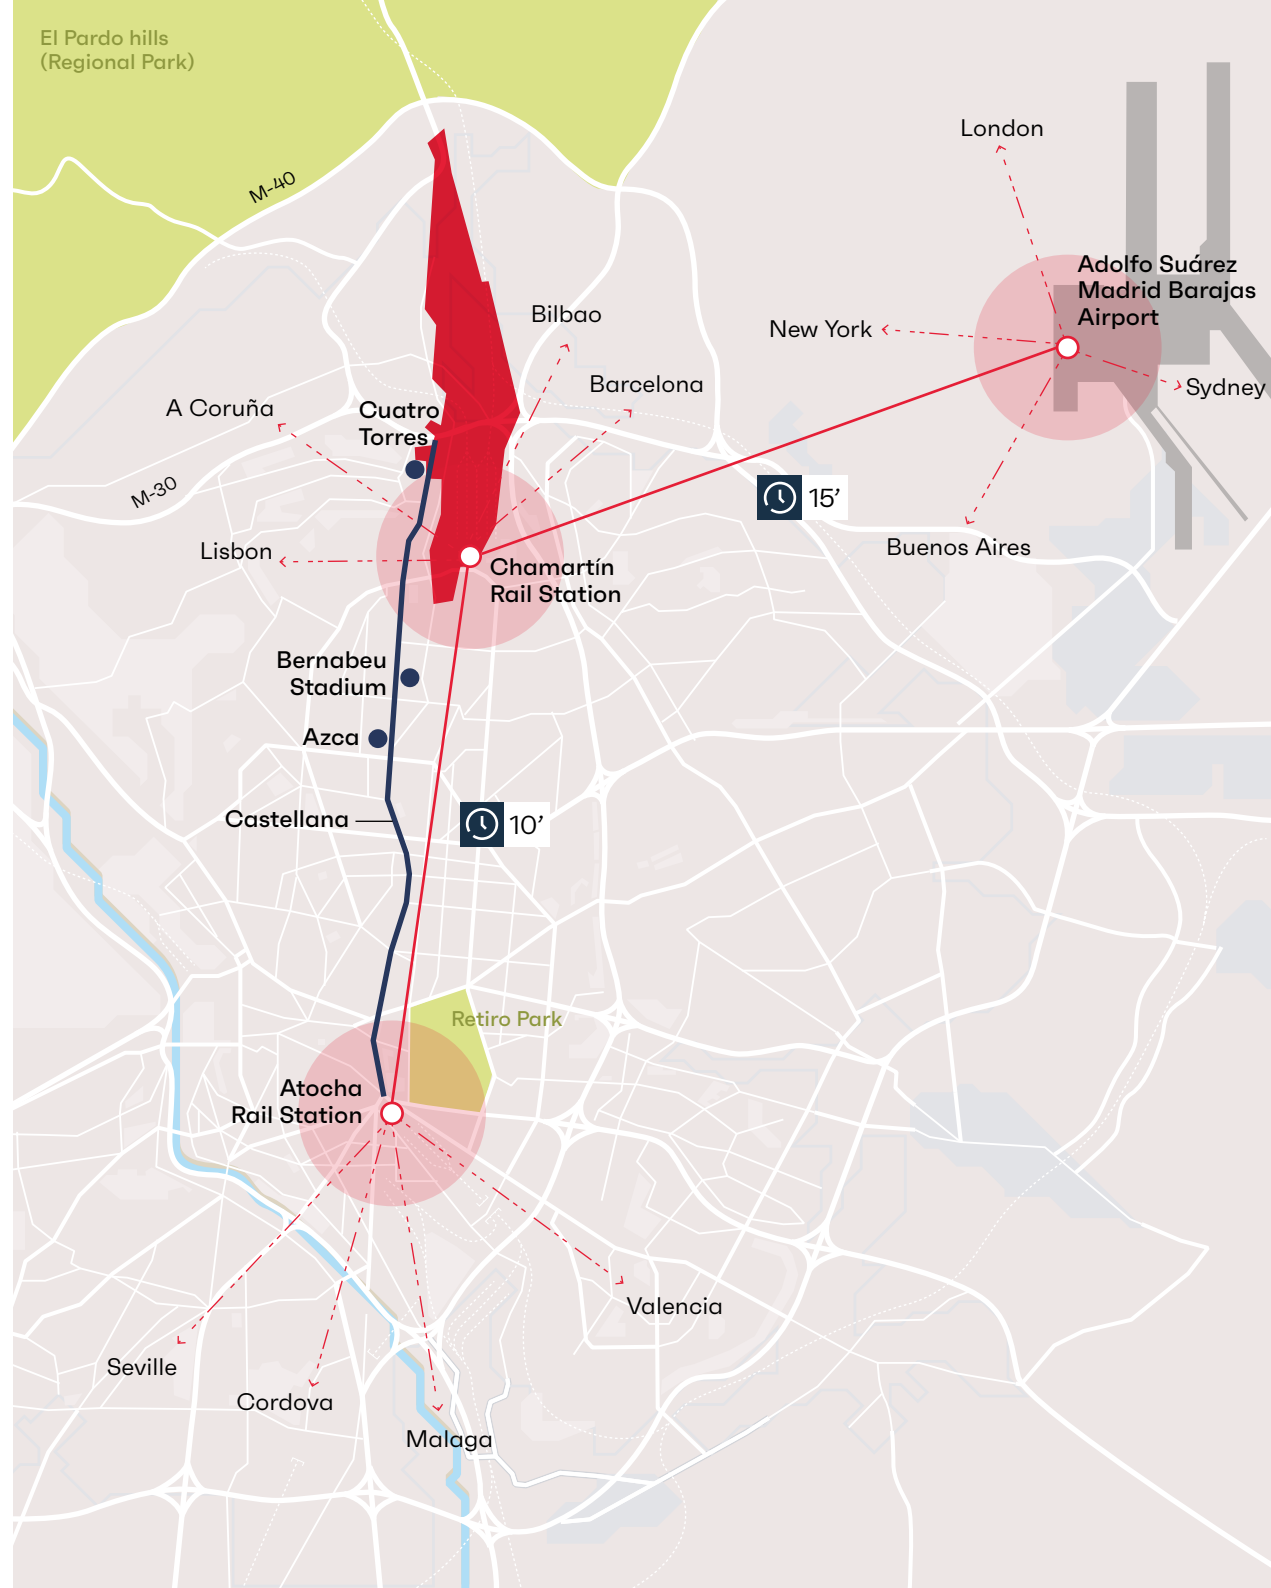 El Pardo hills
(Regional Park)
London
M-40
Adolfo Suárez
Madrid Barajas
Airport
Bilbao
New York
Barcelona
Sydney
A Coruña
Cuatro
Torres
M-30
15’
Lisbon
Buenos Aires
Chamartín
Rail Station
Bernabeu
Stadium
Azca
Castellana
10’
Retiro Park
Atocha
Rail Station
Valencia
Seville
Cordova
Malaga